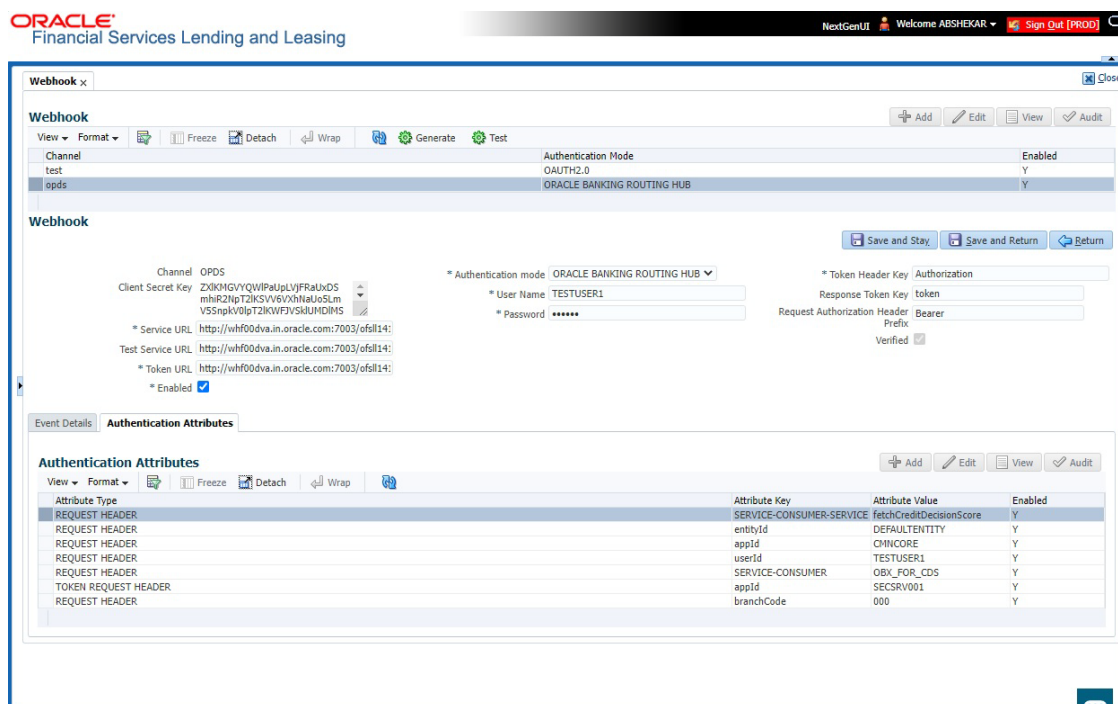 ORACLE
Financial Services Lending and Leasing
NextGenUI Welcome ABSHEKAR Sign Out [PROD]
Webhook x
Close
Webhook
Add Edit View Audit
View Format Freeze Detach Wrap Generate Test
Channel Authentication Mode Enabled
test OAUTH2.0 Y
opds ORACLE BANKING ROUTING HUB Y
Webhook
Save and Stay Save and Return Return
Channel OPDS
Client Secret Key
* Service URL http://whf00dva.in.oracle.com:7003/ofsll14:
Test Service URL http://whf00dva.in.oracle.com:7003/ofsll14:
* Token URL http://whf00dva.in.oracle.com:7003/ofsll14:
* Enabled
* Authentication mode ORACLE BANKING ROUTING HUB
* User Name TESTUSER1
* Password ••••••
* Token Header Key Authorization
Response Token Key token
Request Authorization Header Bearer
Prefix
Verified
Event Details Authentication Attributes
Authentication Attributes
Add Edit View Audit
View Format Freeze Detach Wrap
Attribute Type Attribute Key Attribute Value Enabled
REQUEST HEADER SERVICE-CONSUMER-SERVICE fetchCreditDecisionScore Y
REQUEST HEADER entityId DEFAULTENTITY Y
REQUEST HEADER appId CMNCORE Y
REQUEST HEADER userId TESTUSER1 Y
REQUEST HEADER SERVICE-CONSUMER OBX_FOR_CDS Y
TOKEN REQUEST HEADER appId SECSRV001 Y
REQUEST HEADER branchCode 000 Y